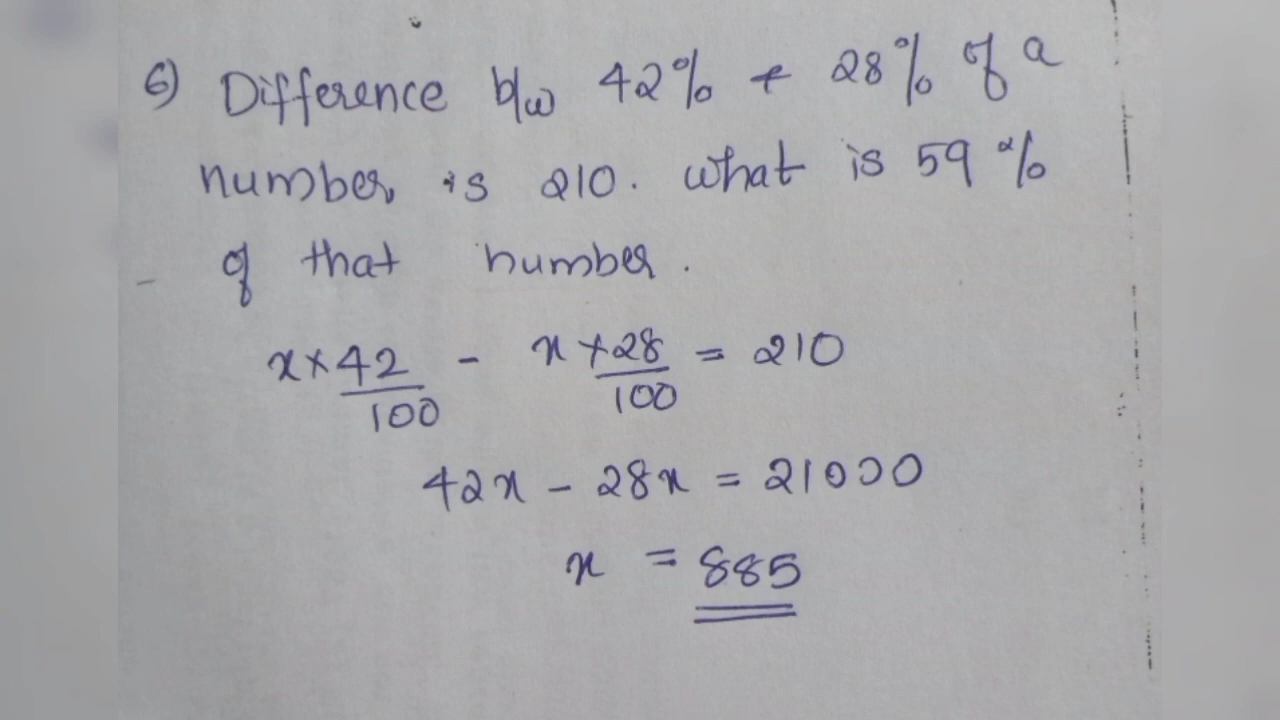 6) Difference b/w 42% & 28% of a
number is 210. what is 59%
of that number.
x × 42/100 - x × 28/100 = 210
42x - 28x = 21000
x = 885